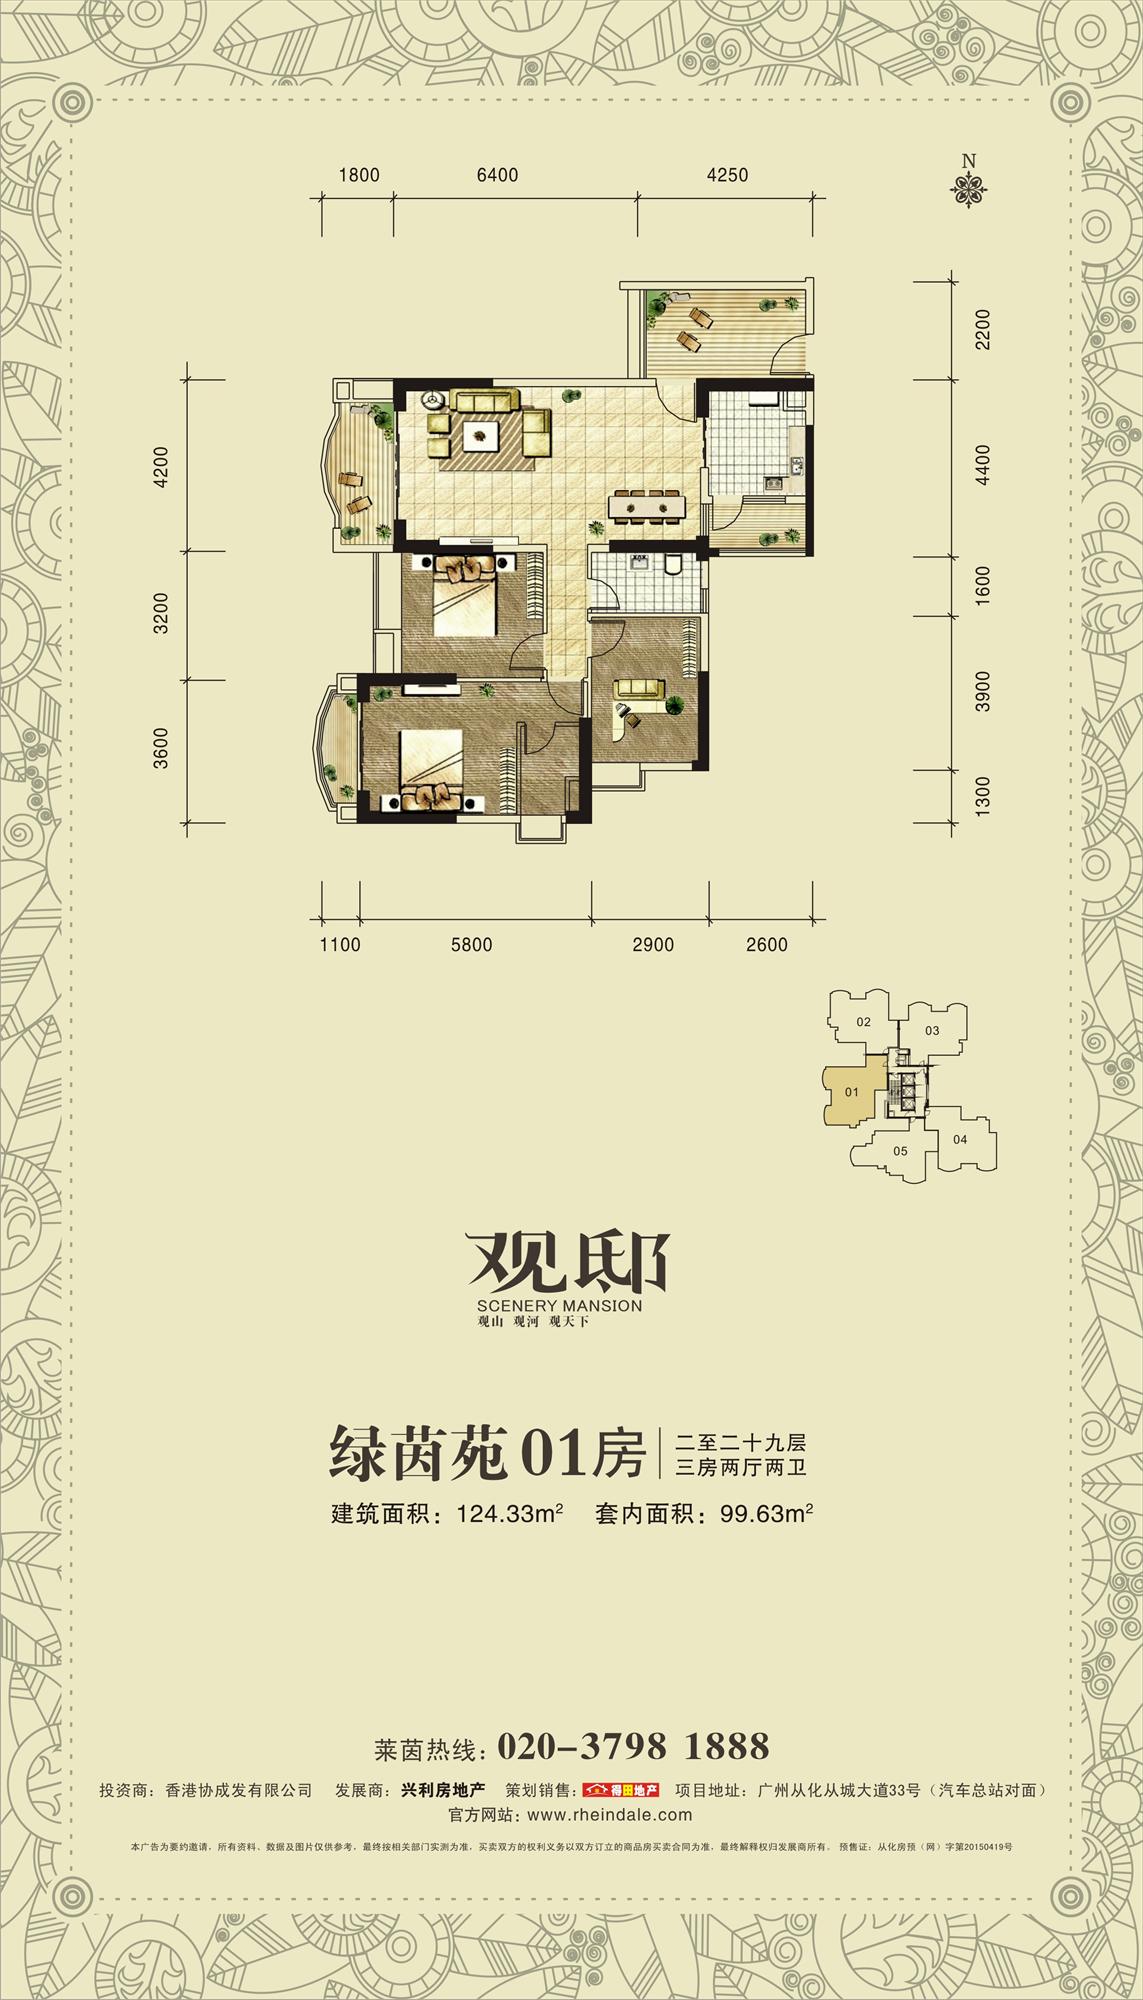 1800 6400 4250
N
2200
4400
1600
3900
1300
4200
3200
3600
1100 5800 2900 2600
02
03
01
04
05
观邸
SCENERY MANSION
观山 观河 观天下
绿茵苑 01房
二至二十九层
三房两厅两卫
建筑面积：124.33m² 套内面积：99.63m²
莱茵热线：020-3798 1888
投资商：香港协成发有限公司 发展商：兴利房地产 策划销售：得田地产 项目地址：广州从化从城大道33号（汽车总站对面）
官方网站：www.rheindale.com
本广告为要约邀请，所有资料、数据及图片仅供参考，最终按相关部门实测为准，买卖双方的权利义务以双方订立的商品房买卖合同为准，最终解释权归发展商所有。 预售证：从化房预（网）字第20150419号